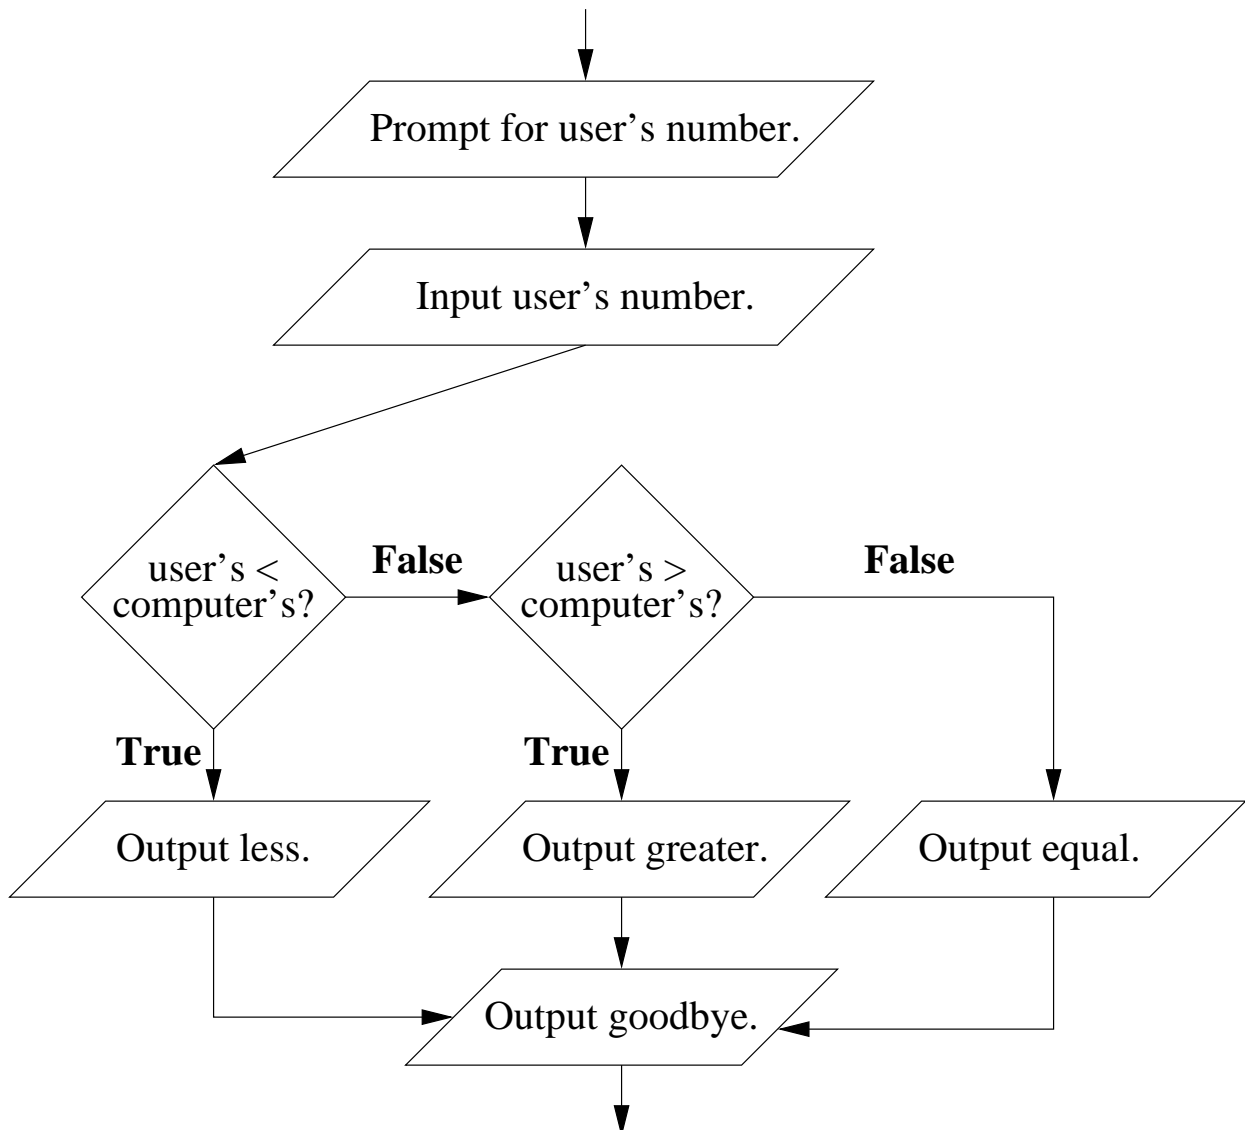 Prompt for user’s number.
Input user’s number.
user’s <
computer’s?
False
user’s >
computer’s?
False
True
True
Output less.
Output greater.
Output equal.
Output goodbye.